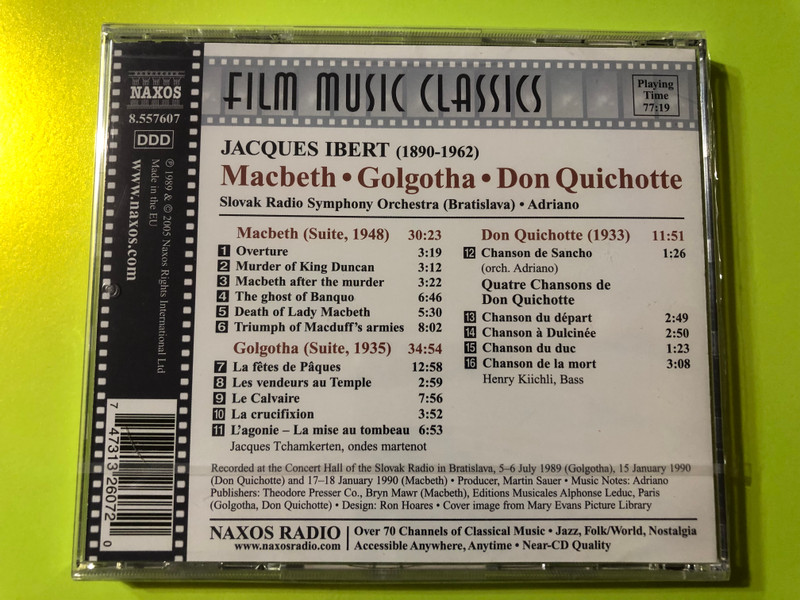 NAXOS
8.557607
DDD
℗ 1989 & © 2005 Naxos Rights International Ltd
Made in the EU
www.naxos.com
7 47313 26072 0
FILM MUSIC CLASSICS
Playing
Time
77:19
JACQUES IBERT (1890-1962)
Macbeth • Golgotha • Don Quichotte
Slovak Radio Symphony Orchestra (Bratislava) • Adriano
Macbeth (Suite, 1948) 30:23
1 Overture 3:19
2 Murder of King Duncan 3:12
3 Macbeth after the murder 3:22
4 The ghost of Banquo 6:46
5 Death of Lady Macbeth 5:30
6 Triumph of Macduff's armies 8:02
Golgotha (Suite, 1935) 34:54
7 La fêtes de Pâques 12:58
8 Les vendeurs au Temple 2:59
9 Le Calvaire 7:56
10 La crucifixion 3:52
11 L'agonie – La mise au tombeau 6:53
Jacques Tchamkerten, ondes martenot
Don Quichotte (1933) 11:51
12 Chanson de Sancho 1:26
(orch. Adriano)
Quatre Chansons de
Don Quichotte
13 Chanson du départ 2:49
14 Chanson à Dulcinée 2:50
15 Chanson du duc 1:23
16 Chanson de la mort 3:08
Henry Kiichli, Bass
Recorded at the Concert Hall of the Slovak Radio in Bratislava, 5–6 July 1989 (Golgotha), 15 January 1990
(Don Quichotte) and 17–18 January 1990 (Macbeth) • Producer, Martin Sauer • Music Notes: Adriano
Publishers: Theodore Presser Co., Bryn Mawr (Macbeth), Editions Musicales Alphonse Leduc, Paris
(Golgotha, Don Quichotte) • Design: Ron Hoares • Cover image from Mary Evans Picture Library
NAXOS RADIO
www.naxosradio.com
Over 70 Channels of Classical Music • Jazz, Folk/World, Nostalgia
Accessible Anywhere, Anytime • Near-CD Quality